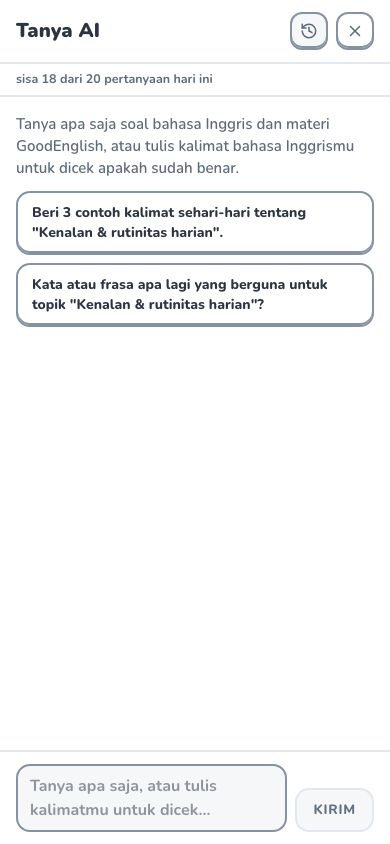 Tanya AI
sisa 18 dari 20 pertanyaan hari ini
Tanya apa saja soal bahasa Inggris dan materi
GoodEnglish, atau tulis kalimat bahasa Inggrismu
untuk dicek apakah sudah benar.
Beri 3 contoh kalimat sehari-hari tentang
"Kenalan & rutinitas harian".
Kata atau frasa apa lagi yang berguna untuk
topik "Kenalan & rutinitas harian"?
Tanya apa saja, atau tulis
kalimatmu untuk dicek...
KIRIM